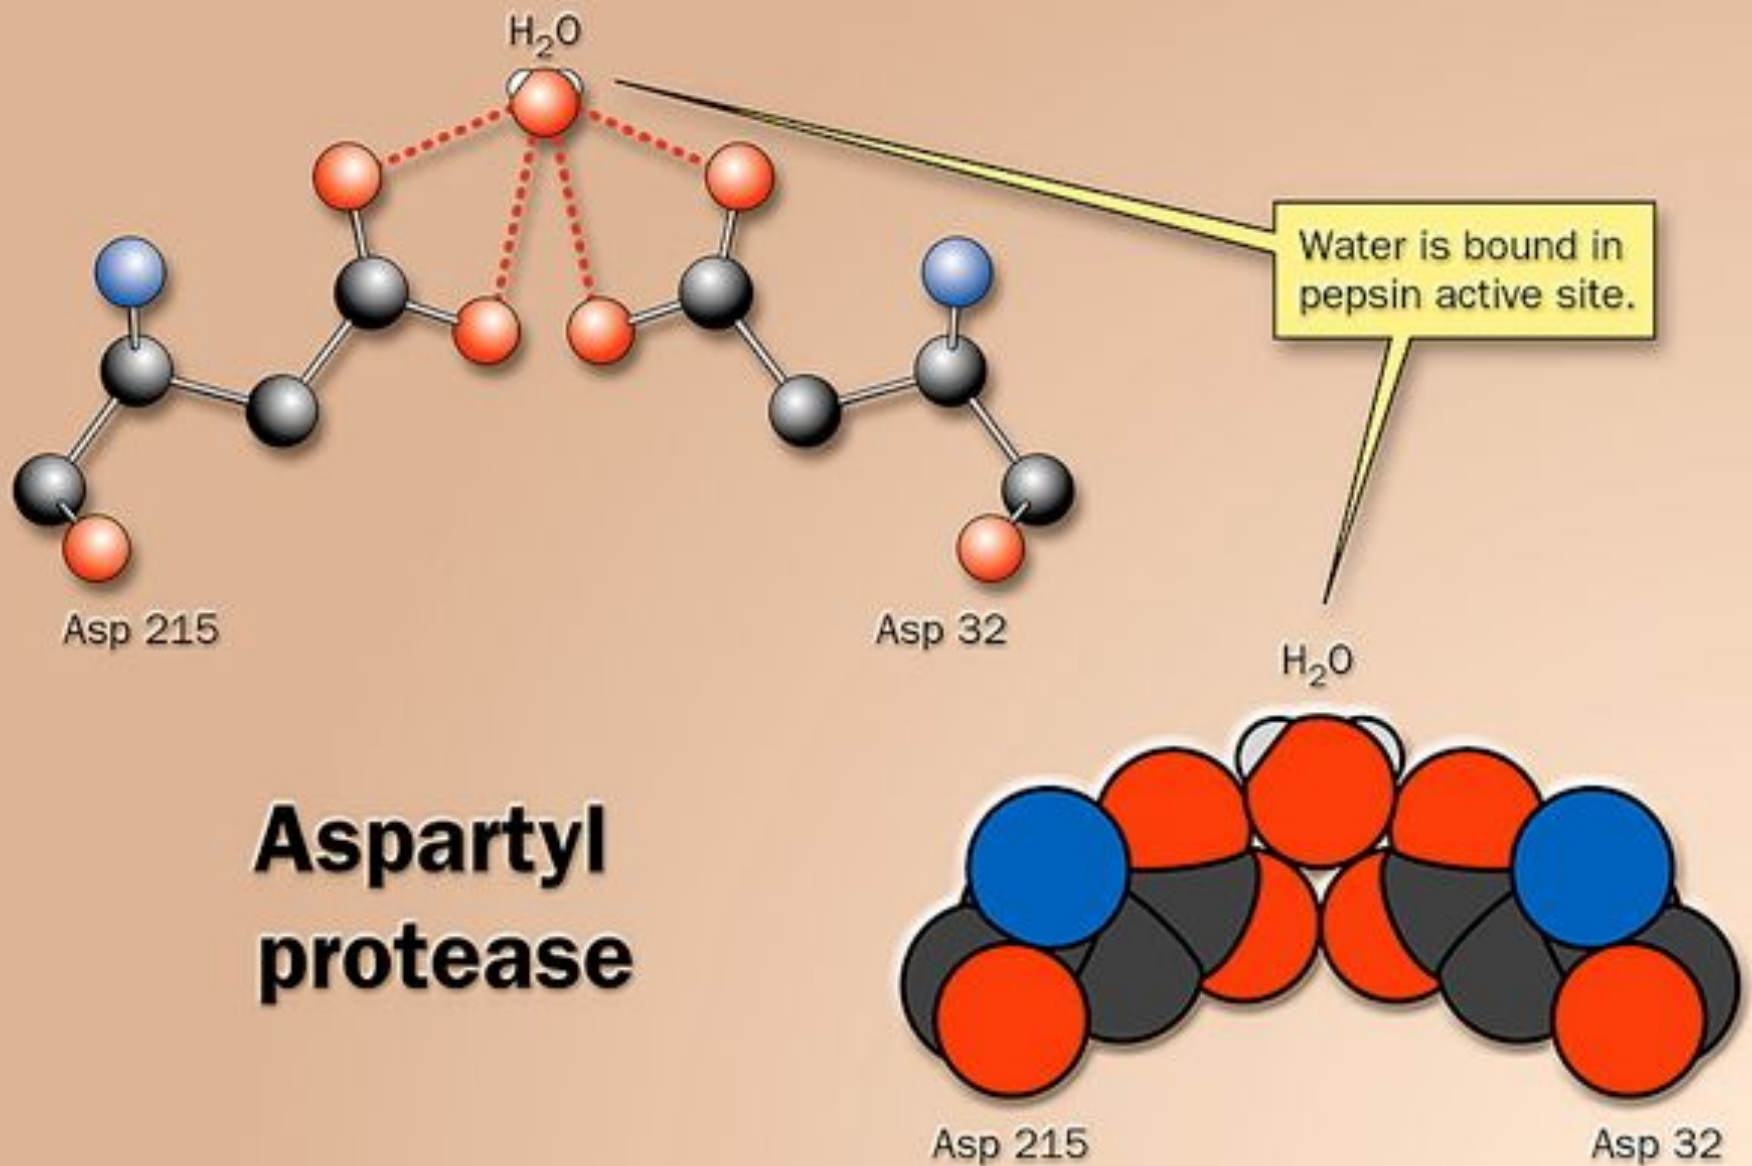 H₂O
Water is bound in
pepsin active site.
Asp 215
Asp 32
H₂O
Aspartyl
protease
Asp 215
Asp 32